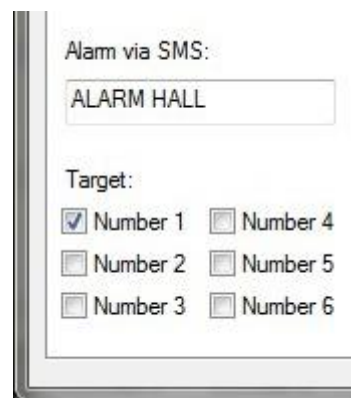 Alarm via SMS:
ALARM HALL
Target:
Number 1 Number 4
Number 2 Number 5
Number 3 Number 6